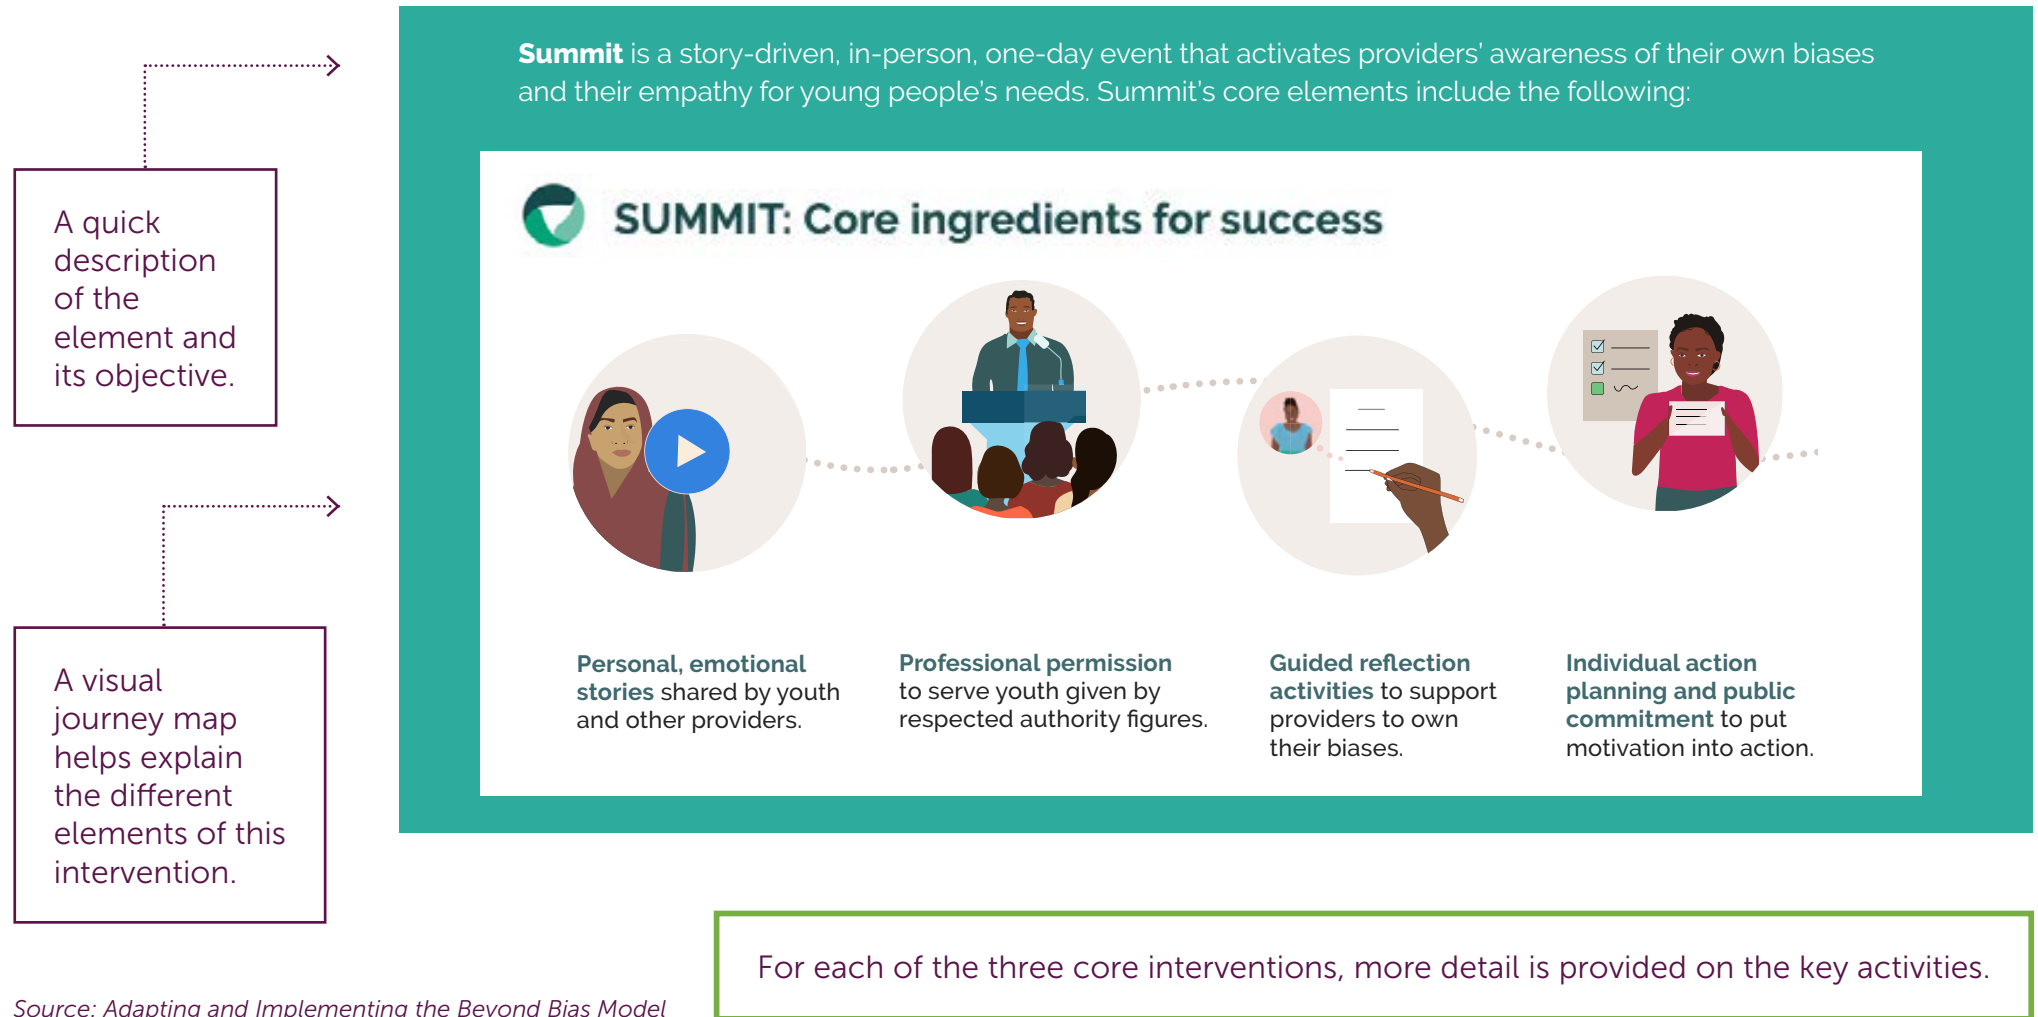 Summit is a story-driven, in-person, one-day event that activates providers' awareness of their own biases
and their empathy for young people's needs. Summit's core elements include the following:
A quick
description
of the
element and
its objective.
SUMMIT: Core ingredients for success
Personal, emotional
stories shared by youth
and other providers.
Professional permission
to serve youth given by
respected authority figures.
Guided reflection
activities to support
providers to own
their biases.
Individual action
planning and public
commitment to put
motivation into action.
A visual
journey map
helps explain
the different
elements of this
intervention.
For each of the three core interventions, more detail is provided on the key activities.
Source: Adapting and Implementing the Beyond Bias Model